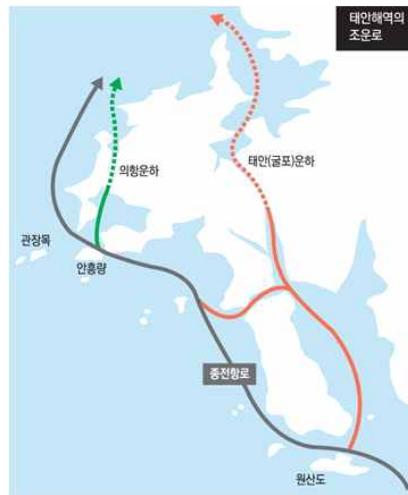 태안해역의
조운로
의항운하
태안(굴포)운하
관장목
안흥량
종전항로
원산도